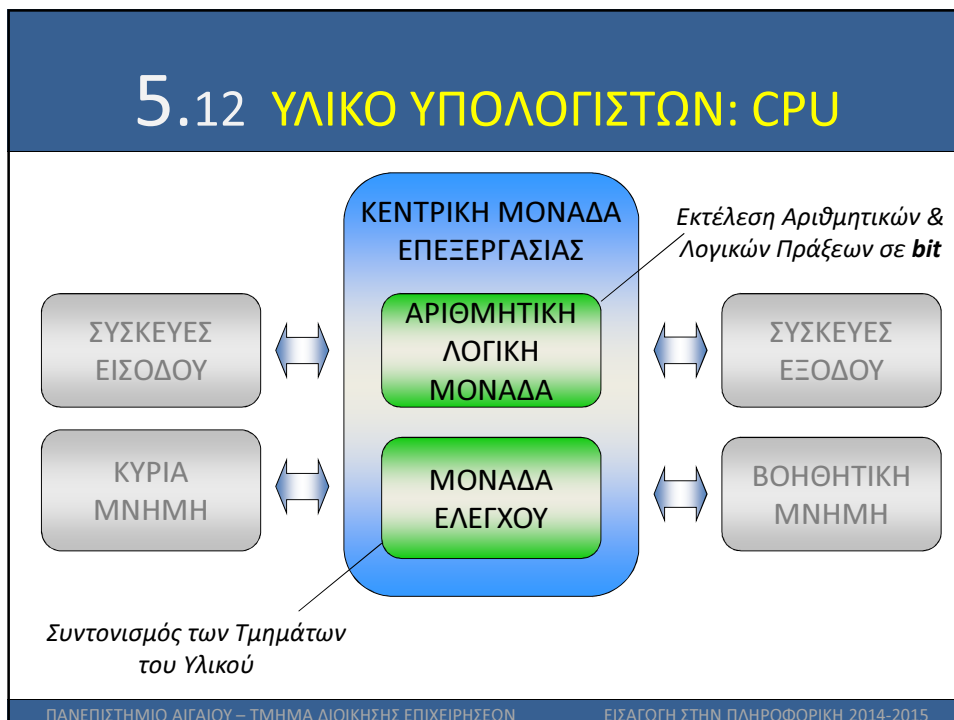 5.12 ΥΛΙΚΟ ΥΠΟΛΟΓΙΣΤΩΝ: CPU
ΚΕΝΤΡΙΚΗ ΜΟΝΑΔΑ
ΕΠΕΞΕΡΓΑΣΙΑΣ
Εκτέλεση Αριθμητικών &
Λογικών Πράξεων σε bit
ΣΥΣΚΕΥΕΣ
ΕΙΣΟΔΟΥ
ΑΡΙΘΜΗΤΙΚΗ
ΛΟΓΙΚΗ
ΜΟΝΑΔΑ
ΣΥΣΚΕΥΕΣ
ΕΞΟΔΟΥ
ΚΥΡΙΑ
ΜΝΗΜΗ
ΜΟΝΑΔΑ
ΕΛΕΓΧΟΥ
ΒΟΗΘΗΤΙΚΗ
ΜΝΗΜΗ
Συντονισμός των Τμημάτων
του Υλικού
ΠΑΝΕΠΙΣΤΗΜΙΟ ΑΙΓΑΙΟΥ – ΤΜΗΜΑ ΔΙΟΙΚΗΣΗΣ ΕΠΙΧΕΙΡΗΣΕΩΝ
ΕΙΣΑΓΩΓΗ ΣΤΗΝ ΠΛΗΡΟΦΟΡΙΚΗ 2014-2015